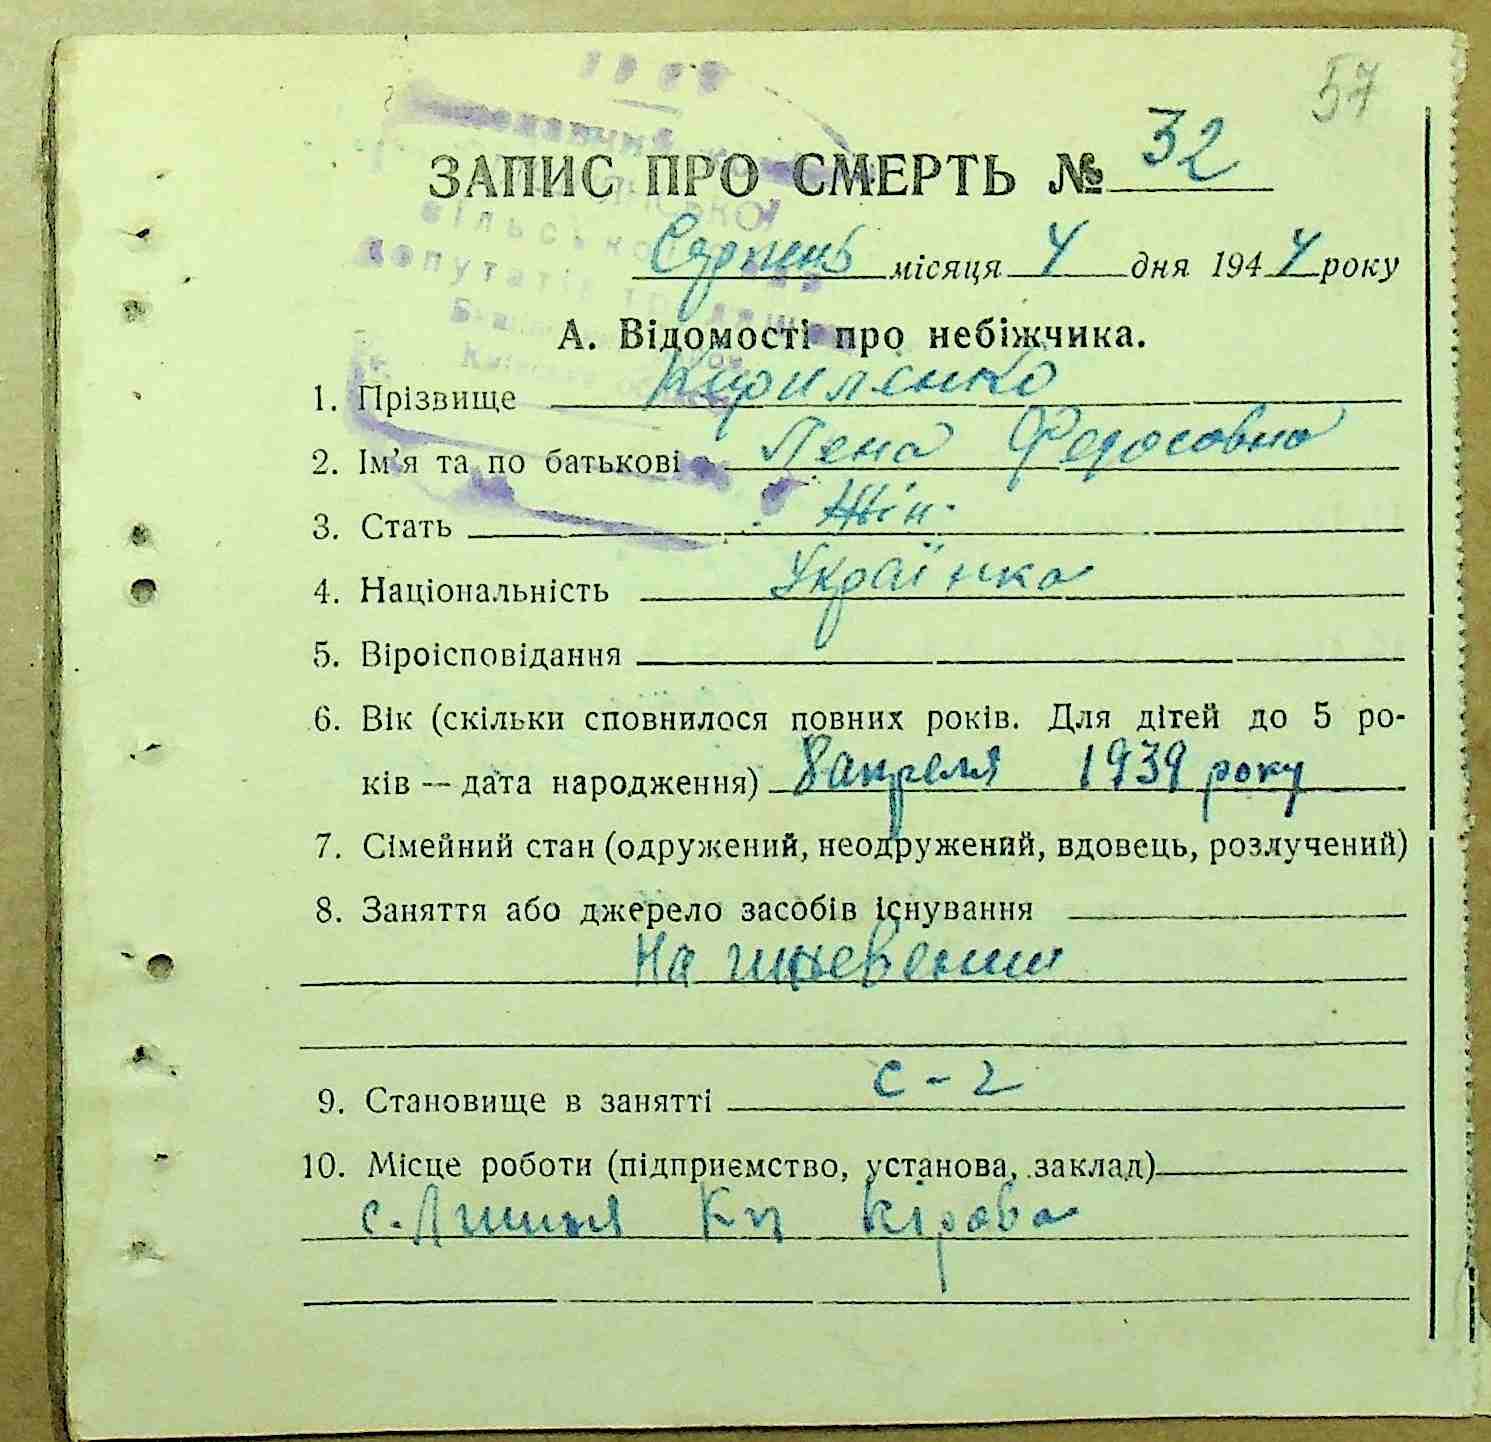 57
ЗАПИС ПРО СМЕРТЬ № 32
Серпень місяця 4 дня 1944 року
А. Відомості про небіжчика.
1. Прізвище Кириленко
2. Ім'я та по батькові Лена Федосовна
3. Стать Жін.
4. Національність Українка
5. Віроісповідання
6. Вік (скільки сповнилося повних років. Для дітей до 5 ро-
ків — дата народження) 8 апреля 1939 року
7. Сімейний стан (одружений, неодружений, вдовець, розлучений)
8. Заняття або джерело засобів існування
На иждевении
9. Становище в занятті С-2
10. Місце роботи (підприємство, установа, заклад)
с. Кірова